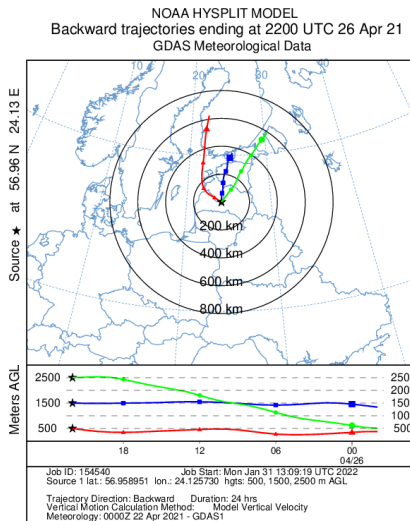 NOAA HYSPLIT MODEL
Backward trajectories ending at 2200 UTC 26 Apr 21
GDAS Meteorological Data
Source ★ at 56.96 N 24.13 E
10 20 30
200 km
400 km
600 km
800 km
Meters AGL
2500 2500
2000
1500 1500
1000
500 500
18 12 06 00
04/26
Job ID: 154540 Job Start: Mon Jan 31 13:09:19 UTC 2022
Source 1 lat.: 56.958951 lon.: 24.125730 hgts: 500, 1500, 2500 m AGL
Trajectory Direction: Backward Duration: 24 hrs
Vertical Motion Calculation Method: Model Vertical Velocity
Meteorology: 0000Z 22 Apr 2021 - GDAS1